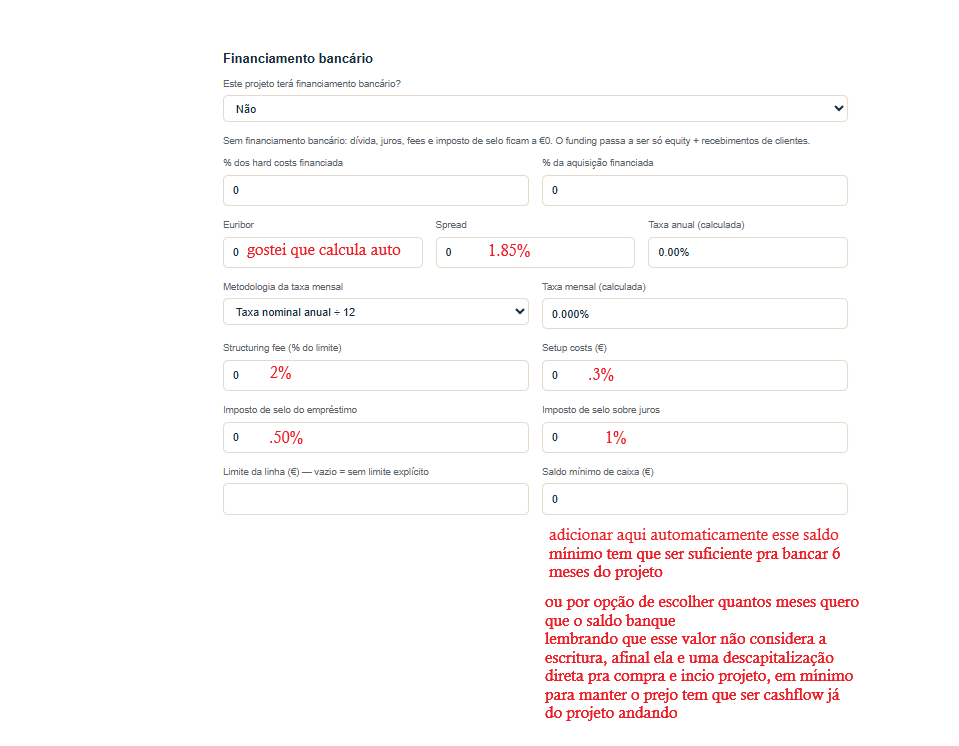 Financiamento bancário
Este projeto terá financiamento bancário?
Não
Sem financiamento bancário: dívida, juros, fees e imposto de selo ficam a €0. O funding passa a ser só equity + recebimentos de clientes.
% dos hard costs financiada
% da aquisição financiada
0
0
Euribor
Spread
Taxa anual (calculada)
0 gostei que calcula auto
0 1.85%
0.00%
Metodologia da taxa mensal
Taxa mensal (calculada)
Taxa nominal anual ÷ 12
0.000%
Structuring fee (% do limite)
Setup costs (€)
0 2%
0 .3%
Imposto de selo do empréstimo
Imposto de selo sobre juros
0 .50%
0 1%
Limite da linha (€) — vazio = sem limite explícito
Saldo mínimo de caixa (€)
0
adicionar aqui automaticamente esse saldo
mínimo tem que ser suficiente pra bancar 6
meses do projeto
ou por opção de escolher quantos meses quero
que o saldo banque
lembrando que esse valor não considera a
escritura, afinal ela e uma descapitalização
direta pra compra e incio projeto, em mínimo
para manter o prejo tem que ser cashflow já
do projeto andando